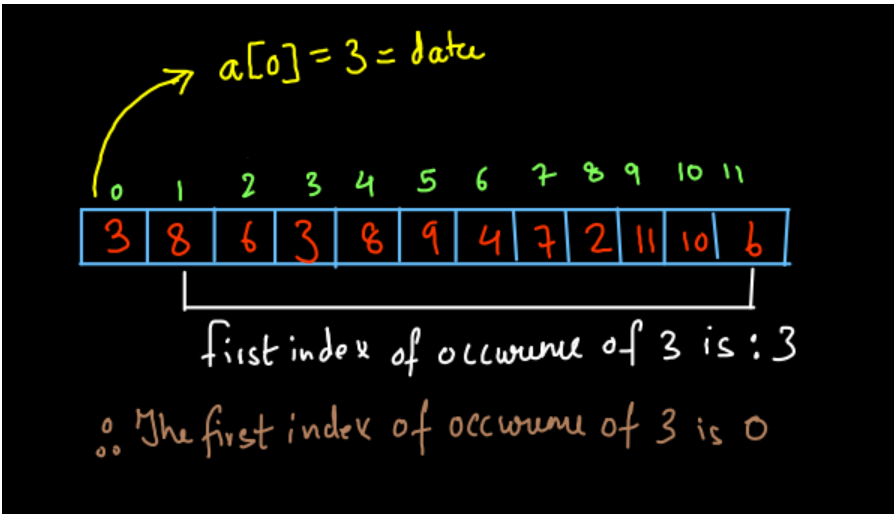 a[0] = 3 = data
0 1 2 3 4 5 6 7 8 9 10 11
3 8 6 3 8 9 4 7 2 11 10 6
first index of occurence of 3 is : 3
∴ The first index of occurence of 3 is 0